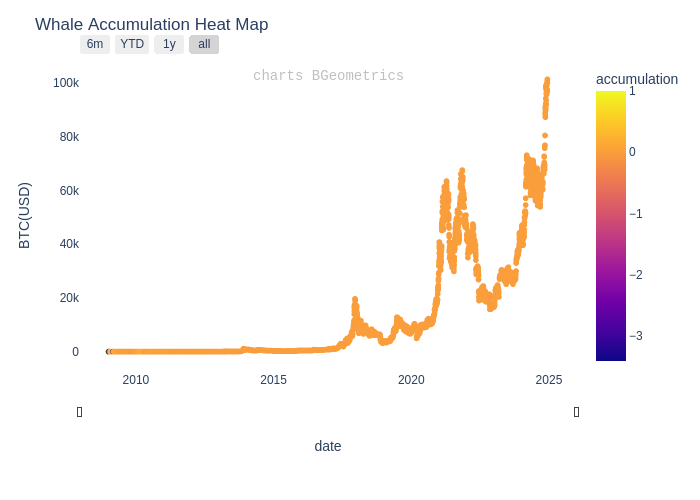 Whale Accumulation Heat Map
6m YTD 1y all
charts BGeometrics
accumulation
100k
80k
60k
40k
20k
0
BTC(USD)
1
0
−1
−2
−3
2010 2015 2020 2025
date